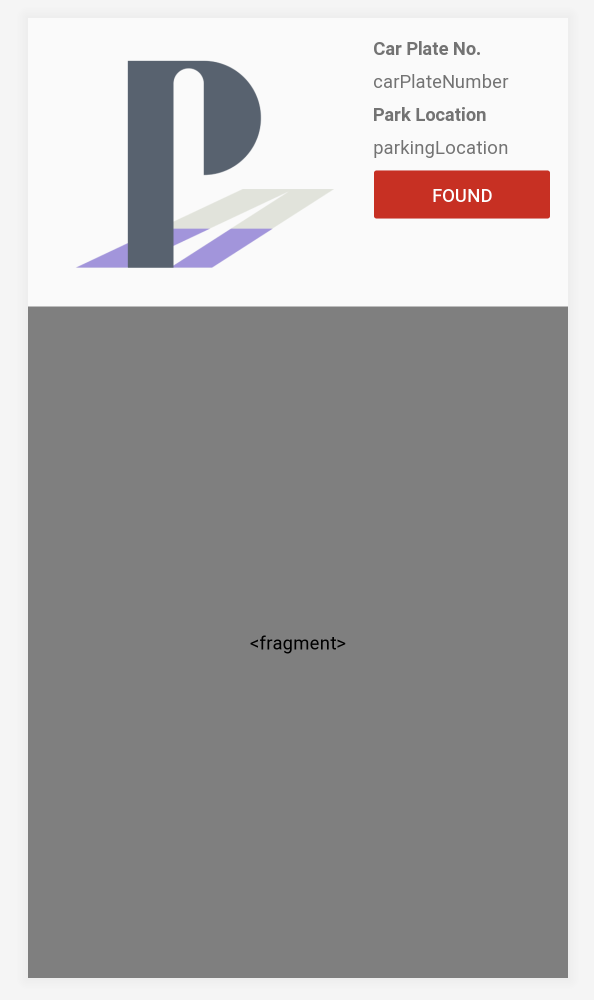 Car Plate No.
carPlateNumber
Park Location
parkingLocation
FOUND
<fragment>